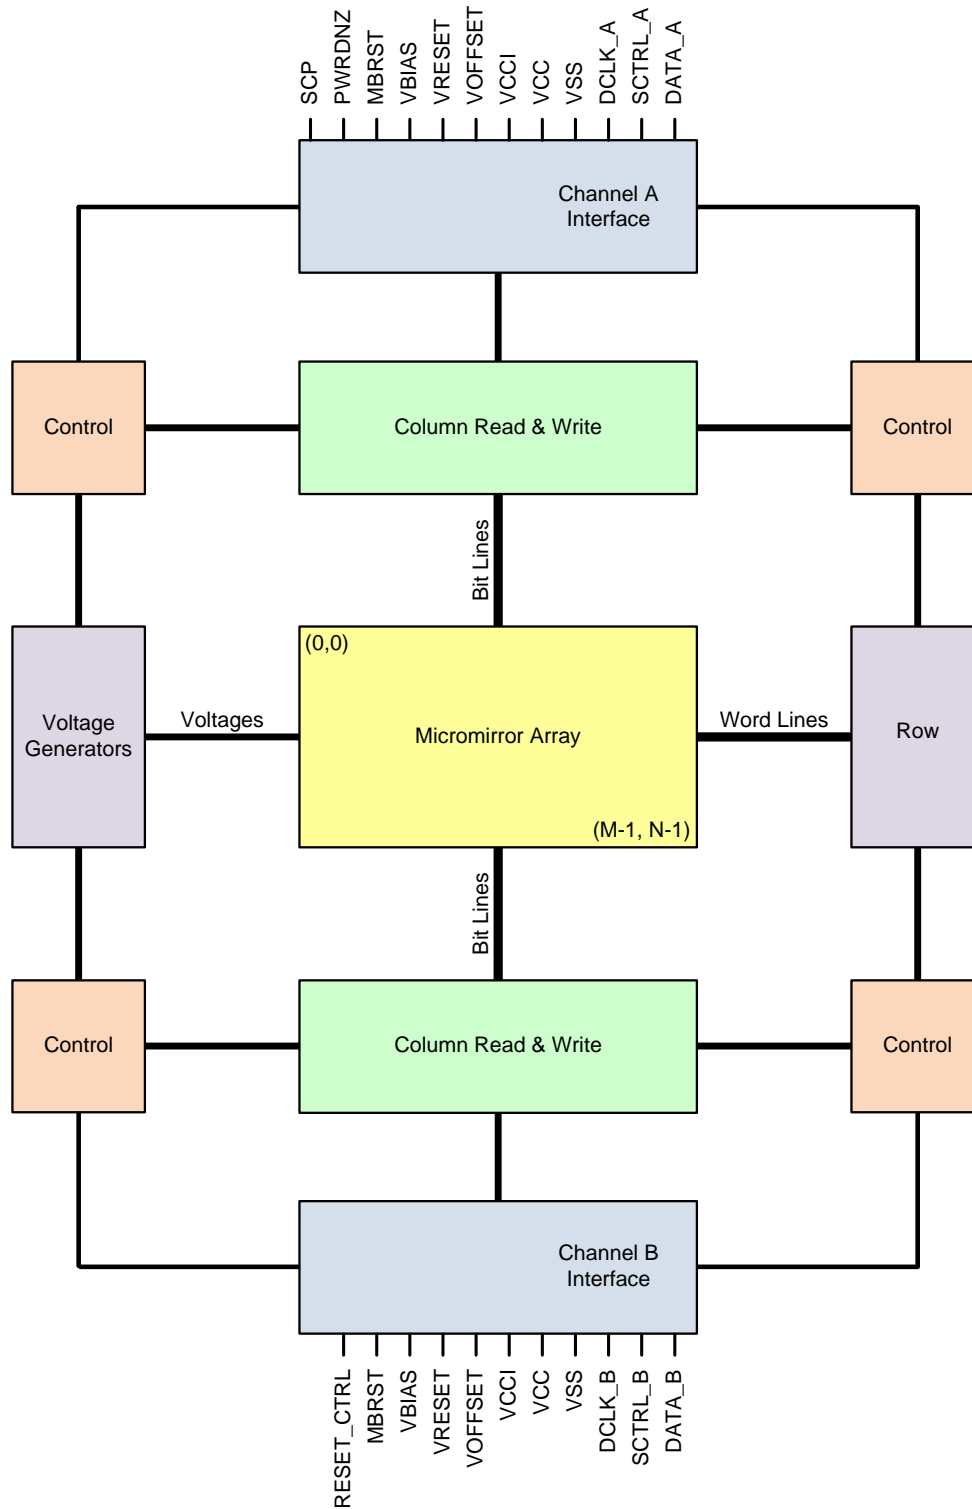 SCP
PWRDNZ
MBRST
VBIAS
VRESET
VOFFSET
VCCI
VCC
VSS
DCLK_A
SCTRL_A
DATA_A
Channel A
Interface
Control
Column Read & Write
Control
Bit Lines
(0,0)
Voltage
Generators
Voltages
Micromirror Array
Word Lines
Row
(M-1, N-1)
Bit Lines
Control
Column Read & Write
Control
Channel B
Interface
RESET_CTRL
MBRST
VBIAS
VRESET
VOFFSET
VCCI
VCC
VSS
DCLK_B
SCTRL_B
DATA_B